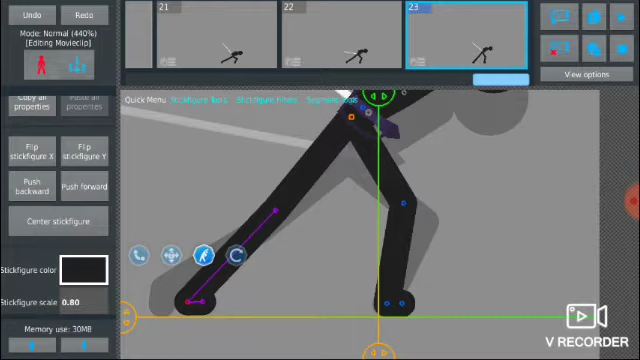 Undo Redo
Mode: Normal (440%)
[Editing Movieclip]
21
22
23
View options
Quick Menu Stickfigure Tools Stickfigure Filters Segment Tools
Copy all properties
Paste all properties
Flip stickfigure X
Flip stickfigure Y
Push backward
Push forward
Center stickfigure
Stickfigure color
Stickfigure scale 0.80
Memory use: 30MB
V RECORDER